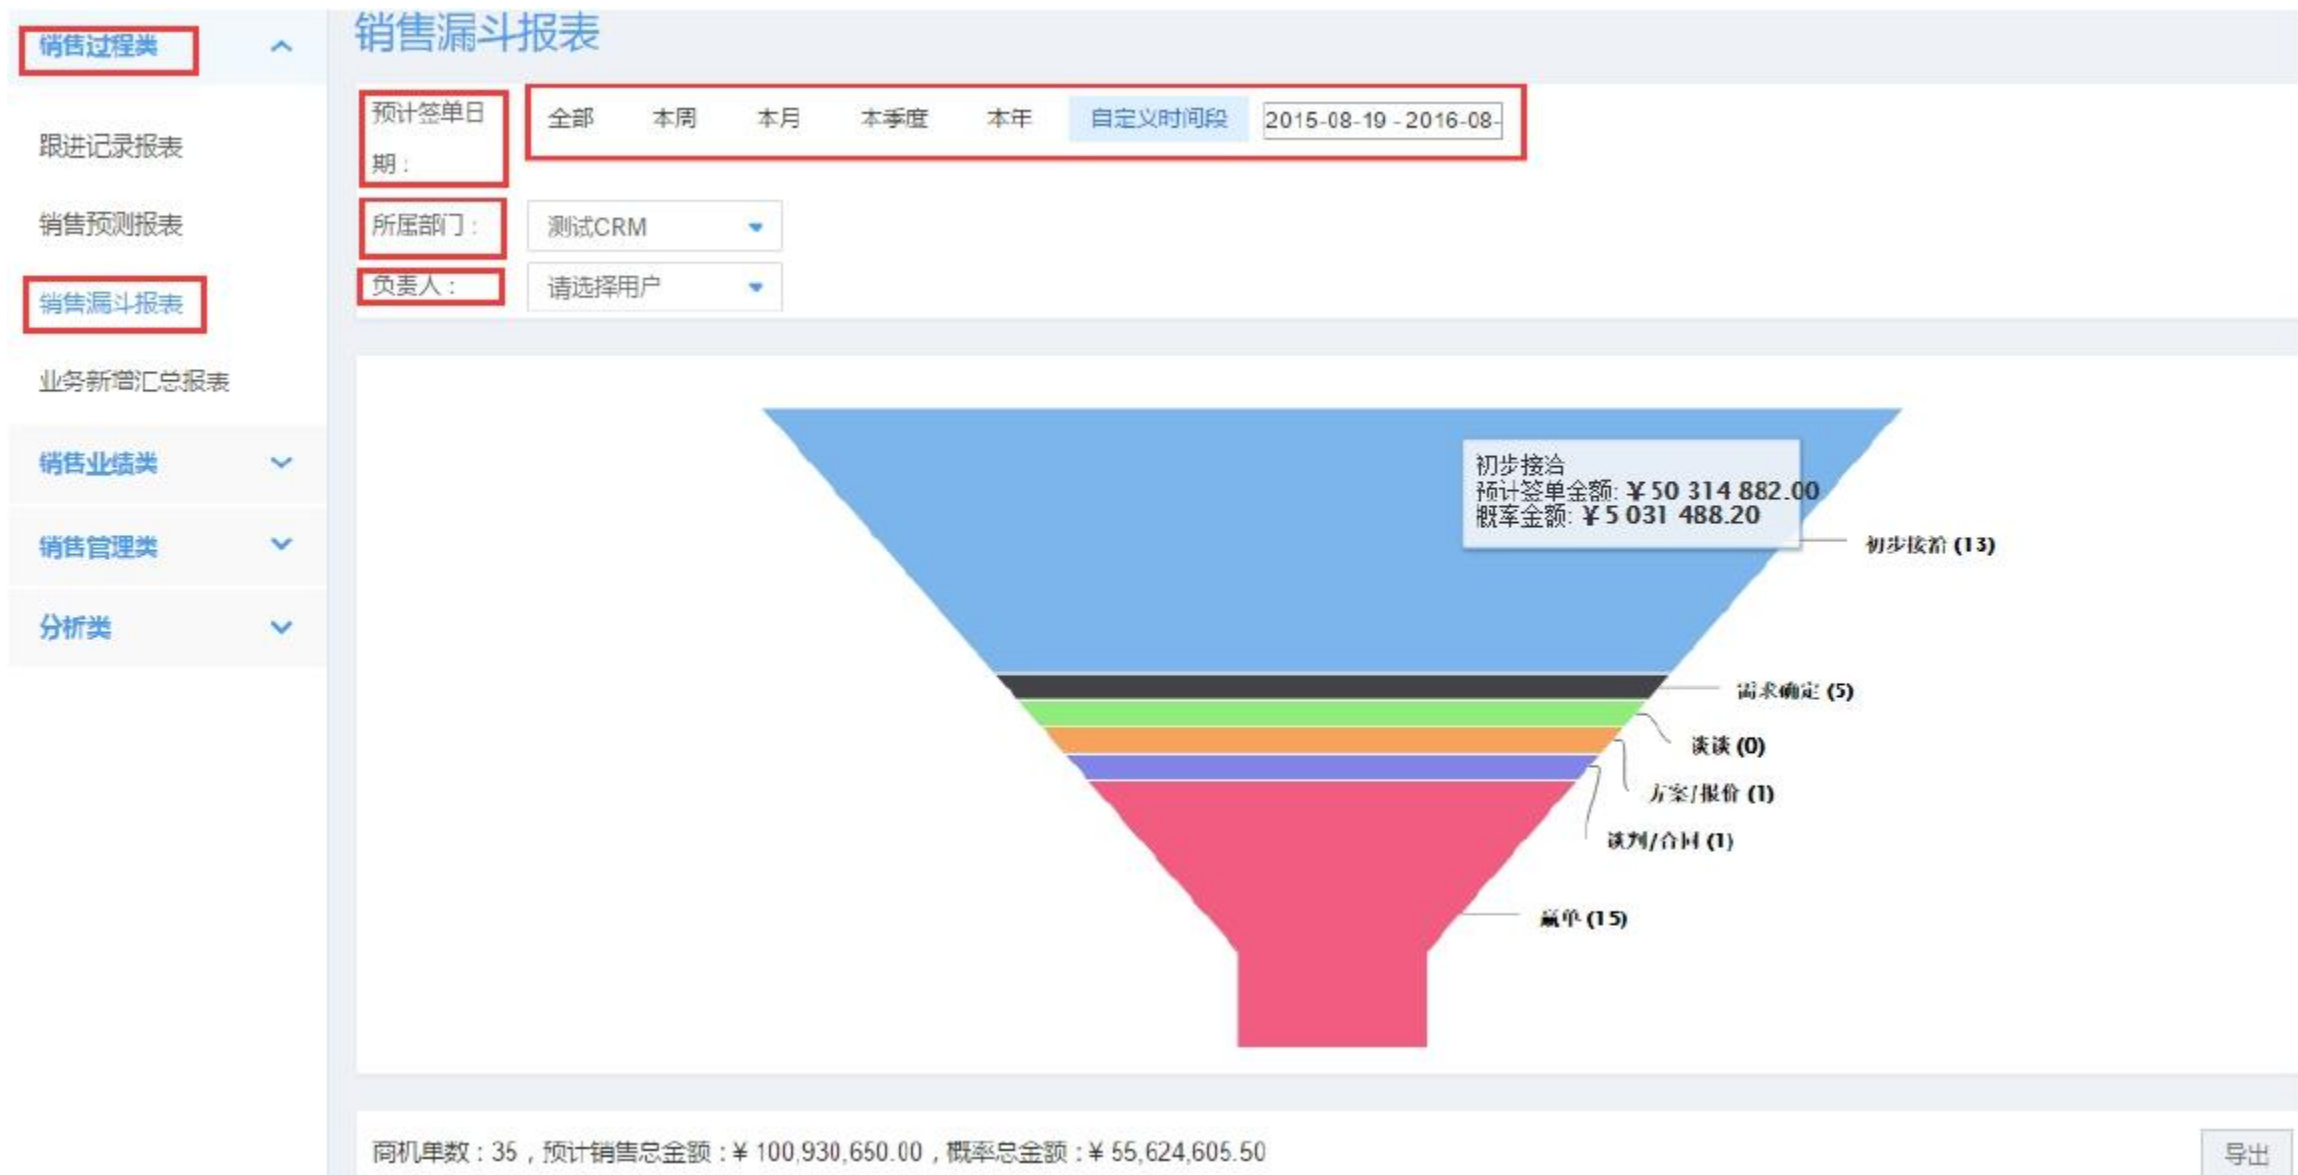 销售过程类
跟进记录报表
销售预测报表
销售漏斗报表
业务新增汇总报表
销售业绩类
销售管理类
分析类
销售漏斗报表
预计签单日
期：
全部 本周 本月 本季度 本年 自定义时间段 2015-08-19 - 2016-08-
所属部门：
测试CRM
负责人：
请选择用户
初步接洽
预计签单金额: ¥ 50 314 882.00
概率金额: ¥ 5 031 488.20
初步接洽 (13)
需求确定 (5)
谈谈 (0)
方案/报价 (1)
谈判/合同 (1)
赢单 (15)
商机单数：35，预计销售总金额：¥ 100,930,650.00，概率总金额：¥ 55,624,605.50
导出